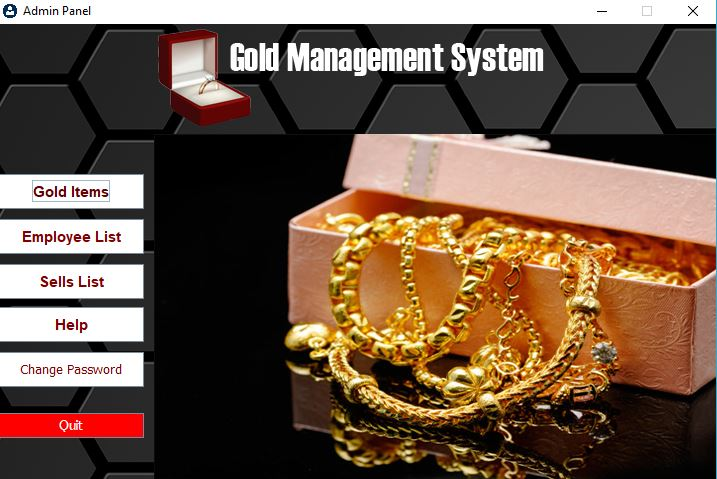 Admin Panel
Gold Management System
Gold Items
Employee List
Sells List
Help
Change Password
Quit